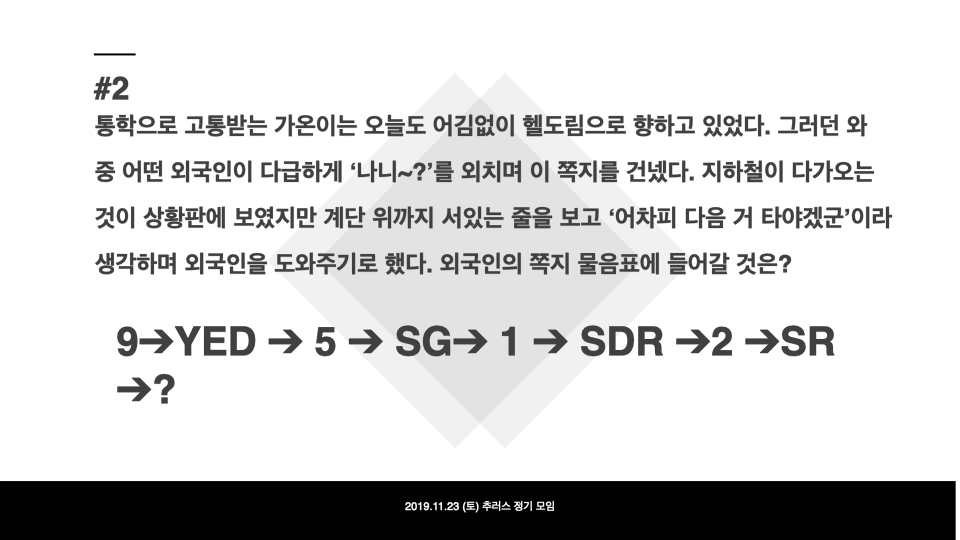 #2
통학으로 고통받는 가온이는 오늘도 어김없이 헬도림으로 향하고 있었다. 그러던 와
중 어떤 외국인이 다급하게 ‘나니~?’를 외치며 이 쪽지를 건넸다. 지하철이 다가오는
것이 상황판에 보였지만 계단 위까지 서있는 줄을 보고 ‘어차피 다음 거 타야겠군’이라
생각하며 외국인을 도와주기로 했다. 외국인의 쪽지 물음표에 들어갈 것은?
9➔YED ➔ 5 ➔ SG➔ 1 ➔ SDR ➔2 ➔SR
➔?
2019.11.23 (토) 추러스 정기 모임